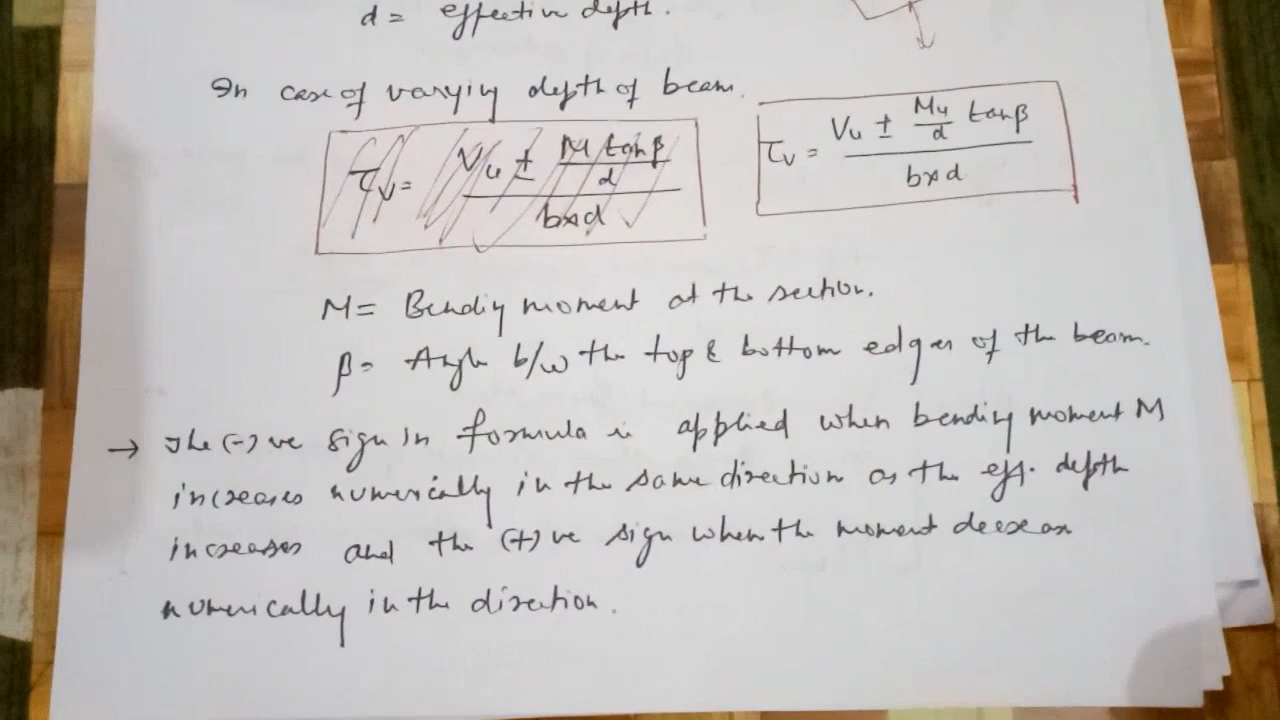 d = effective depth.
In case of varying depth of beam.
τv = Vu ± M tanβ/d / b×d
τv = Vu ± Mu/d tanβ / b×d
M = Bending moment at the section.
β = Angle b/w the top & bottom edges of the beam.
→ The (-)ve sign in formula is applied when bending moment M
increases numerically in the same direction as the eff. depth
increases and the (+)ve sign when the moment decreases
numerically in the direction.